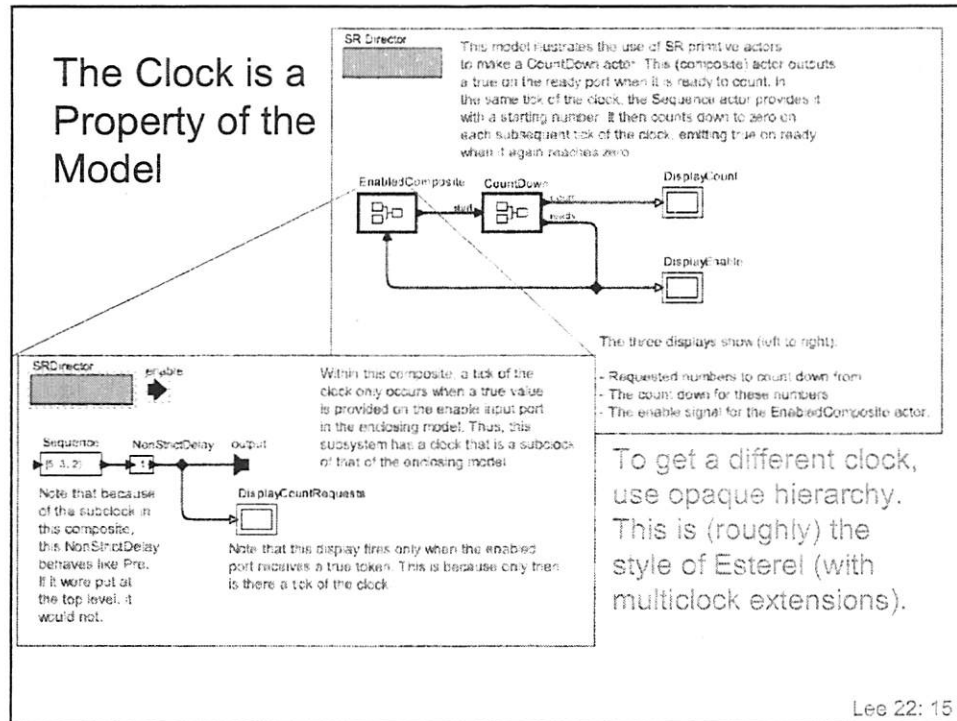 The Clock is a
Property of the
Model
SR Director
This model illustrates the use of SR primitive actors
to make a CountDown actor. This (composite) actor outputs
a true on the ready port when it is ready to count. In
the same tick of the clock, the Sequence actor provides it
with a starting number. It then counts down to zero on
each subsequent tick of the clock, emitting true on ready
when it again reaches zero
EnabledComposite
CountDown
start
count
ready
DisplayCount
DisplayEnable
The three displays show (left to right):
- Requested numbers to count down from
- The count down for these numbers
- The enable signal for the EnabledComposite actor.
SRDirector
enable
Within this composite, a tick of the
clock only occurs when a true value
is provided on the enable input port
in the enclosing model. Thus, this
subsystem has a clock that is a subclock
of that of the enclosing model
Sequence
NonStrictDelay
output
{5, 3, 2}
DisplayCountRequests
Note that because
of the subclock in
this composite,
this NonStrictDelay
behaves like Pre.
If it were put at
the top level, it
would not.
Note that this display fires only when the enabled
port receives a true token. This is because only then
is there a tick of the clock
To get a different clock,
use opaque hierarchy.
This is (roughly) the
style of Esterel (with
multiclock extensions).
Lee 22: 15